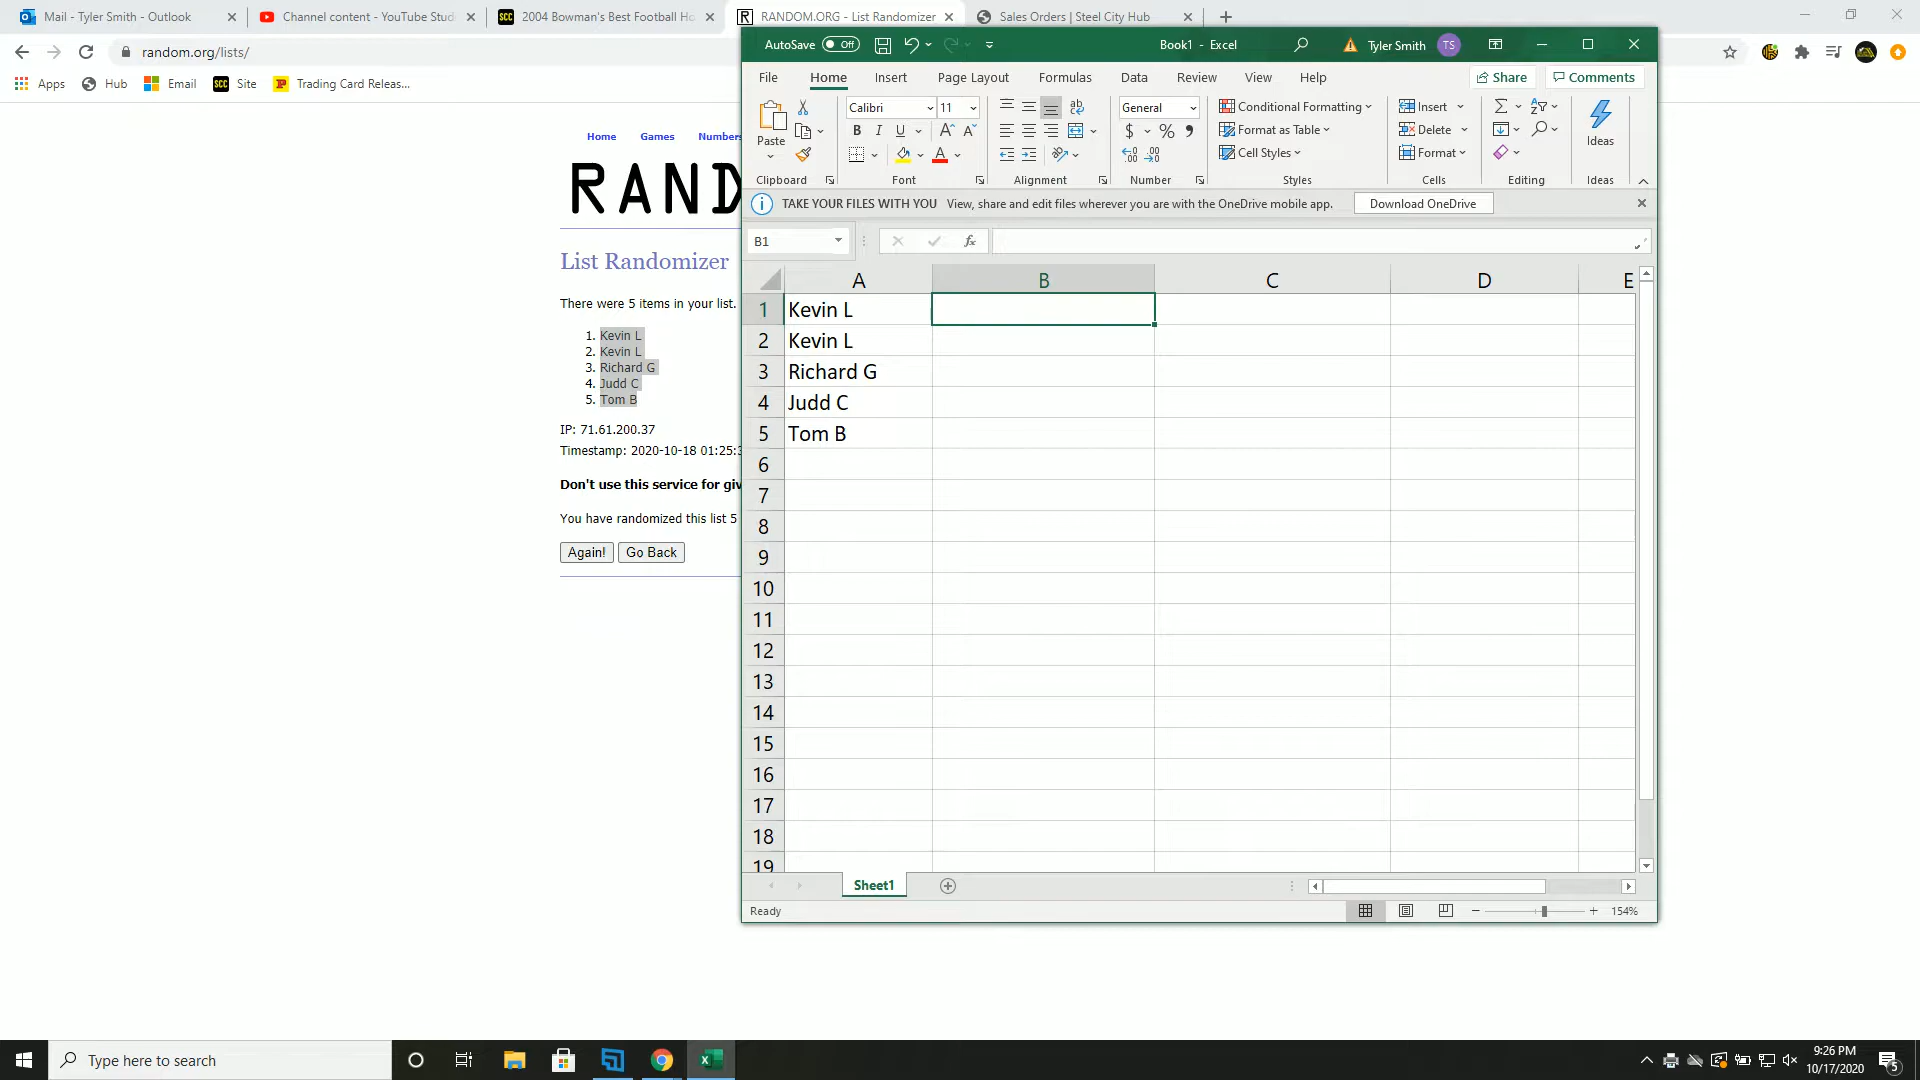 Mail - Tyler Smith - Outlook
Channel content - YouTube Stud
SCC 2004 Bowman's Best Football Ho
RANDOM.ORG - List Randomizer
Sales Orders | Steel City Hub
random.org/lists/
Apps Hub Email SCC Site Trading Card Releas...
Home Games Numbers
RAND
List Randomizer
There were 5 items in your list.
1. Kevin L
2. Kevin L
3. Richard G
4. Judd C
5. Tom B
IP: 71.61.200.37
Timestamp: 2020-10-18 01:25:3
Don't use this service for giv
You have randomized this list 5
Again! Go Back
AutoSave Off Book1 - Excel Tyler Smith TS
File Home Insert Page Layout Formulas Data Review View Help Share Comments
Paste
Calibri 11
B I U
General
$ % 9
Conditional Formatting
Format as Table
Cell Styles
Insert
Delete
Format
Ideas
Clipboard Font Alignment Number Styles Cells Editing Ideas
TAKE YOUR FILES WITH YOU View, share and edit files wherever you are with the OneDrive mobile app. Download OneDrive
B1 fx
A B C D E
1 Kevin L
2 Kevin L
3 Richard G
4 Judd C
5 Tom B
6
7
8
9
10
11
12
13
14
15
16
17
18
19
Sheet1
Ready 154%
Type here to search
9:26 PM
10/17/2020
5